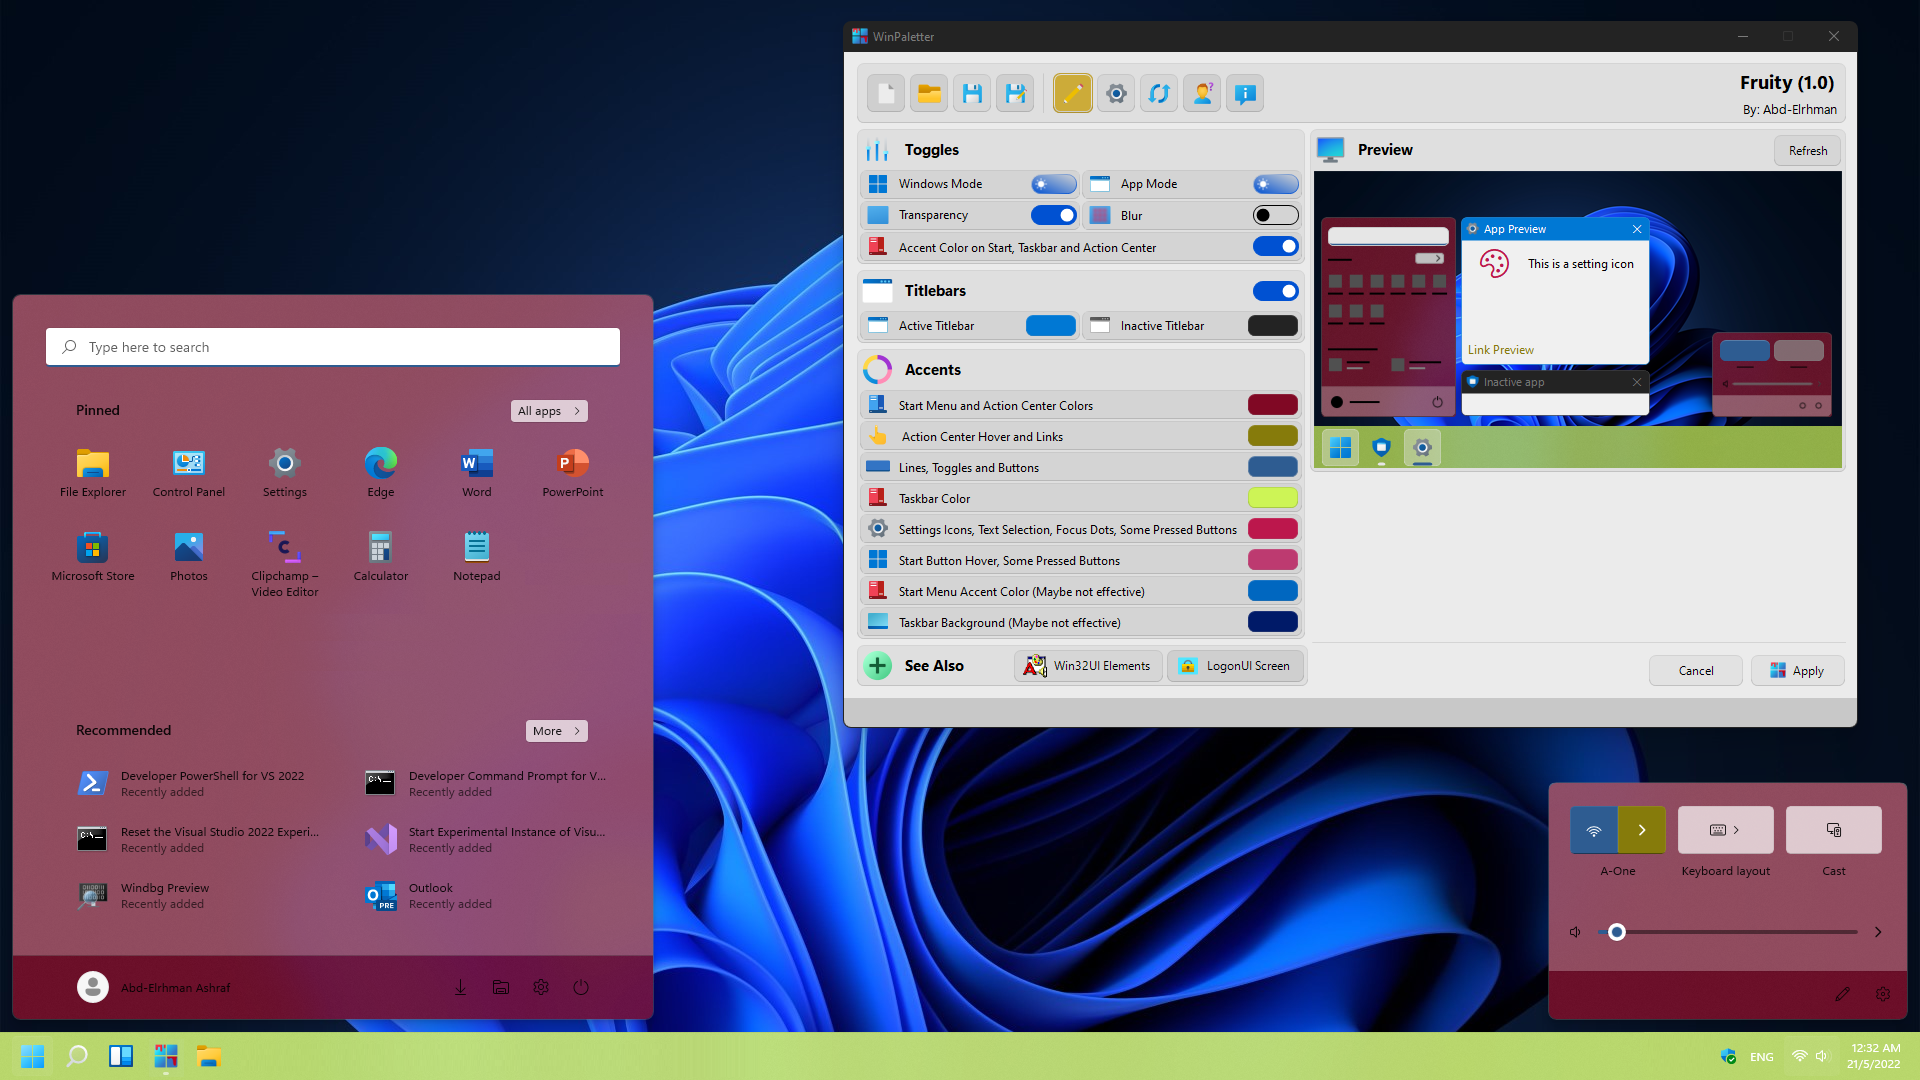 WinPaletter
Fruity (1.0)
By: Abd-Elrhman
Toggles
Windows Mode
App Mode
Transparency
Blur
Accent Color on Start, Taskbar and Action Center
Titlebars
Active Titlebar
Inactive Titlebar
Accents
Start Menu and Action Center Colors
Action Center Hover and Links
Lines, Toggles and Buttons
Taskbar Color
Settings Icons, Text Selection, Focus Dots, Some Pressed Buttons
Start Button Hover, Some Pressed Buttons
Start Menu Accent Color (Maybe not effective)
Taskbar Background (Maybe not effective)
See Also
Win32UI Elements
LogonUI Screen
Preview
Refresh
App Preview
This is a setting icon
Link Preview
Inactive app
Cancel
Apply
Type here to search
Pinned
All apps
File Explorer
Control Panel
Settings
Edge
Word
PowerPoint
Microsoft Store
Photos
Clipchamp –
Video Editor
Calculator
Notepad
Recommended
More
Developer PowerShell for VS 2022
Recently added
Developer Command Prompt for V...
Recently added
Reset the Visual Studio 2022 Experi...
Recently added
Start Experimental Instance of Visu...
Recently added
Windbg Preview
Recently added
PRE
Outlook
Recently added
Abd-Elrhman Ashraf
A-One
Keyboard layout
Cast
ENG
12:32 AM
21/5/2022